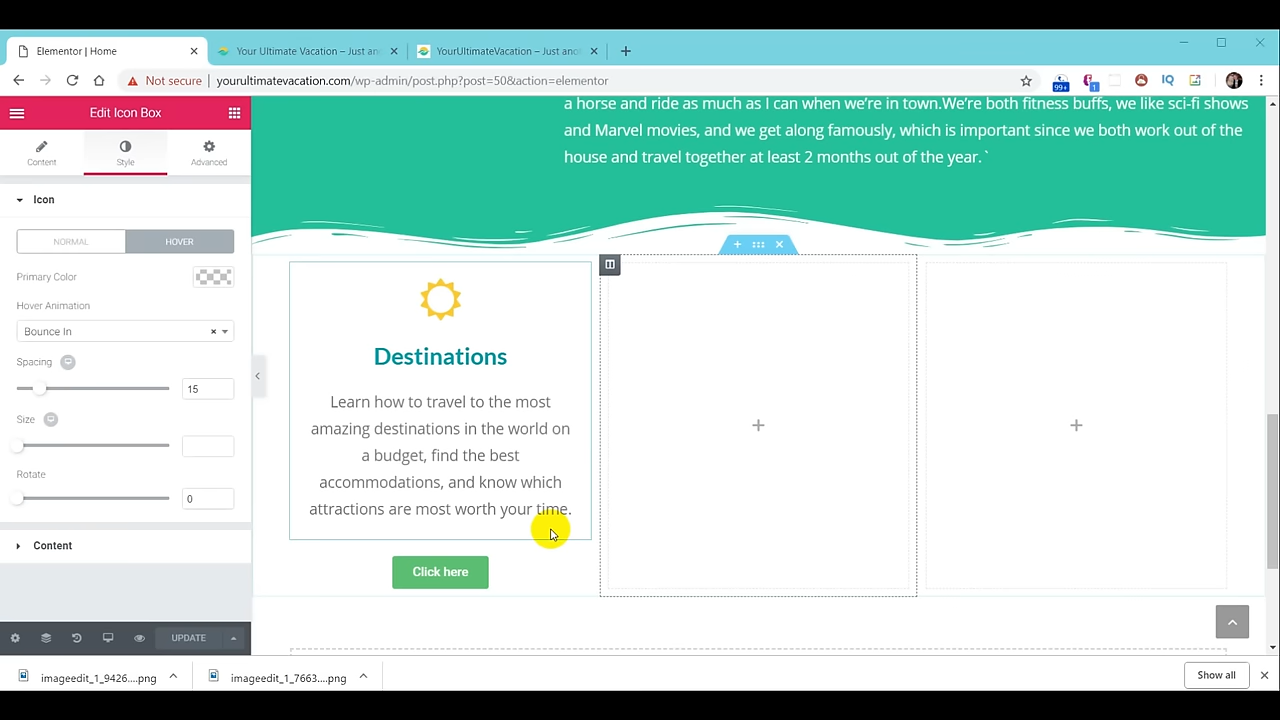 Elementor | Home
Your Ultimate Vacation – Just an
YourUltimateVacation – Just ano
Not secure | yourultimatevacation.com/wp-admin/post.php?post=50&action=elementor
99+
1
IQ
Edit Icon Box
Content
Style
Advanced
Icon
NORMAL
HOVER
Primary Color
Hover Animation
Bounce In
Spacing
15
Size
Rotate
0
Content
UPDATE
a horse and ride as much as I can when we're in town.We're both fitness buffs, we like sci-fi shows
and Marvel movies, and we get along famously, which is important since we both work out of the
house and travel together at least 2 months out of the year. `
Destinations
Learn how to travel to the most
amazing destinations in the world on
a budget, find the best
accommodations, and know which
attractions are most worth your time.
Click here
imageedit_1_9426....png
imageedit_1_7663....png
Show all